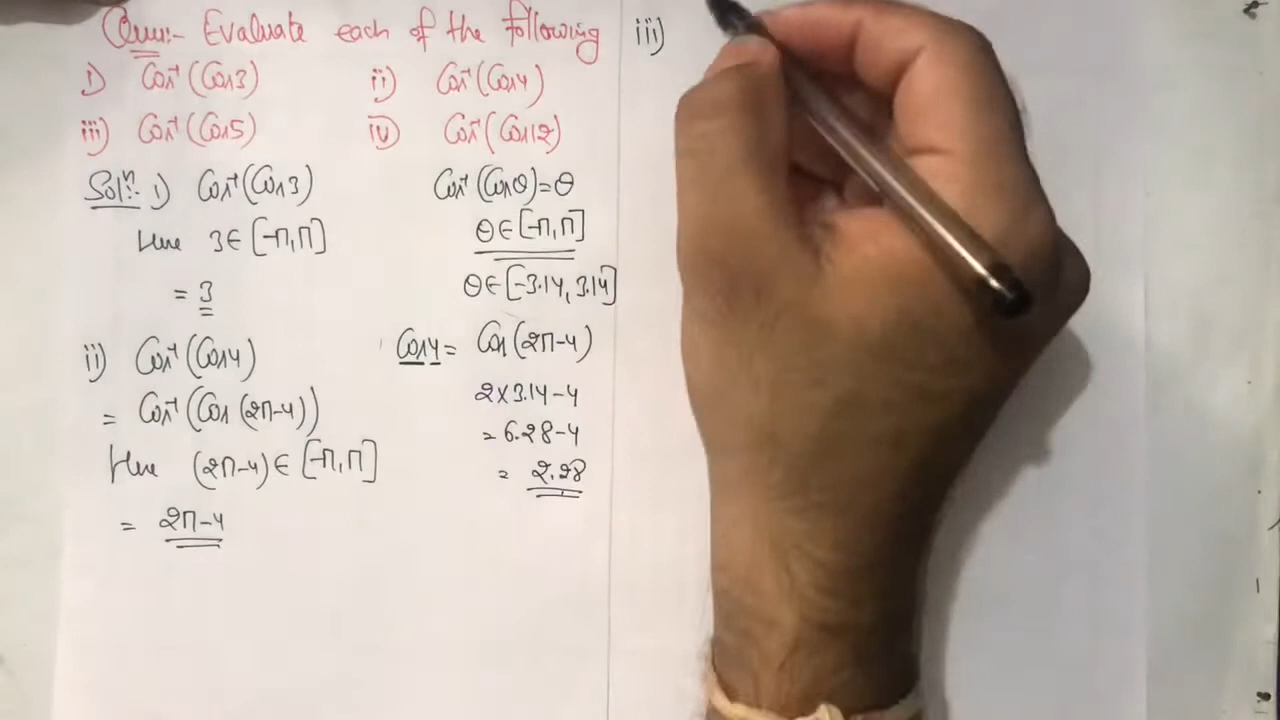 Ques:- Evaluate each of the following
i) Cos⁻¹(Cos3) ii) Cos⁻¹(Cos4)
iii) Cos⁻¹(Cos5) iv) Cos⁻¹(Cos12)
Solⁿ:- i) Cos⁻¹(Cos3)
Here 3∈[-π,π]
= 3
ii) Cos⁻¹(Cos4)
= Cos⁻¹(Cos(2π-4))
Here (2π-4)∈[-π,π]
= 2π-4
Cos⁻¹(Cosθ)=θ
θ∈[-π,π]
θ∈[-3.14,3.14]
Cos4= Cos(2π-4)
2×3.14-4
=6.28-4
= 2.28
iii)